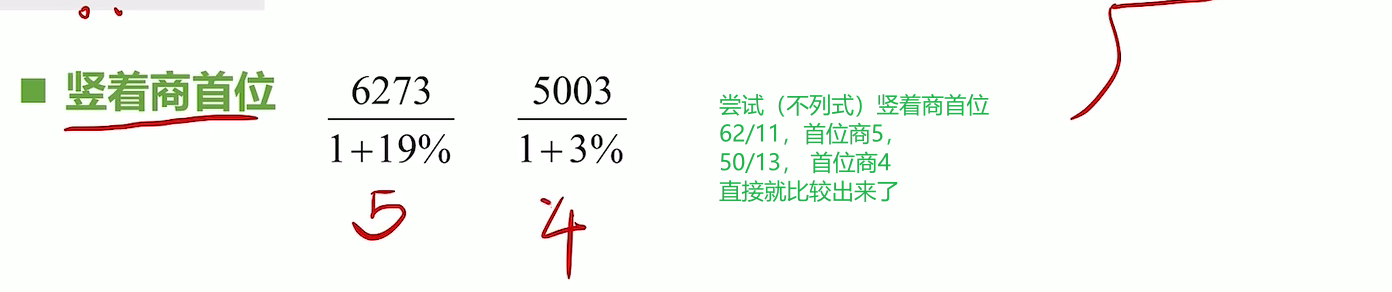 竖着商首位
6273
1+19%
5003
1+3%
5
4
尝试（不列式）竖着商首位
62/11，首位商5，
50/13， 首位商4
直接就比较出来了